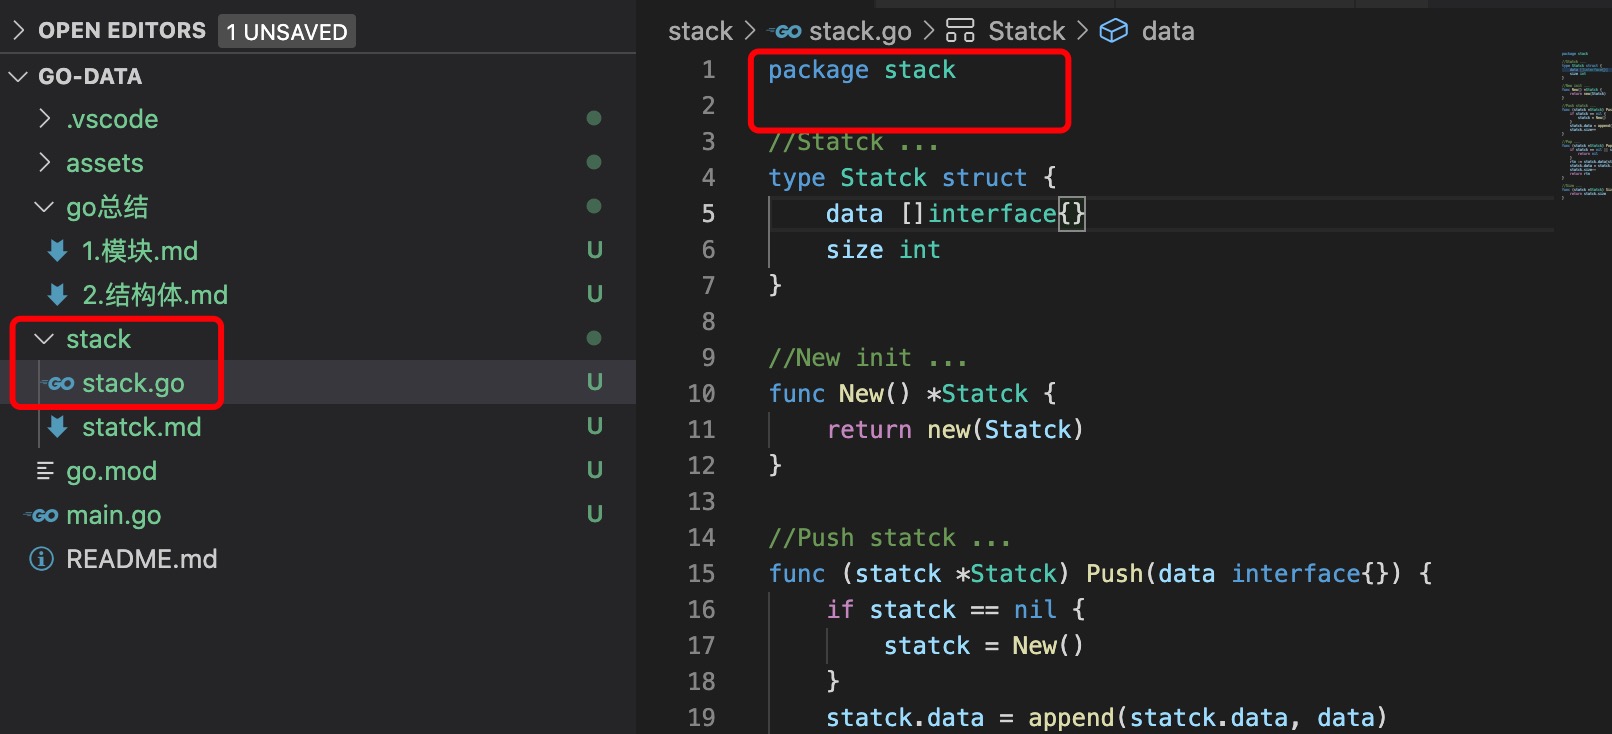 OPEN EDITORS 1 UNSAVED
GO-DATA
.vscode
assets
go总结
1.模块.md U
2.结构体.md U
stack
GO stack.go U
statck.md U
go.mod U
GO main.go U
README.md
stack > GO stack.go > Statck > data
1 package stack
2
3 //Statck ...
4 type Statck struct {
5 data []interface{}
6 size int
7 }
8
9 //New init ...
10 func New() *Statck {
11 return new(Statck)
12 }
13
14 //Push statck ...
15 func (statck *Statck) Push(data interface{}) {
16 if statck == nil {
17 statck = New()
18 }
19 statck.data = append(statck.data, data)